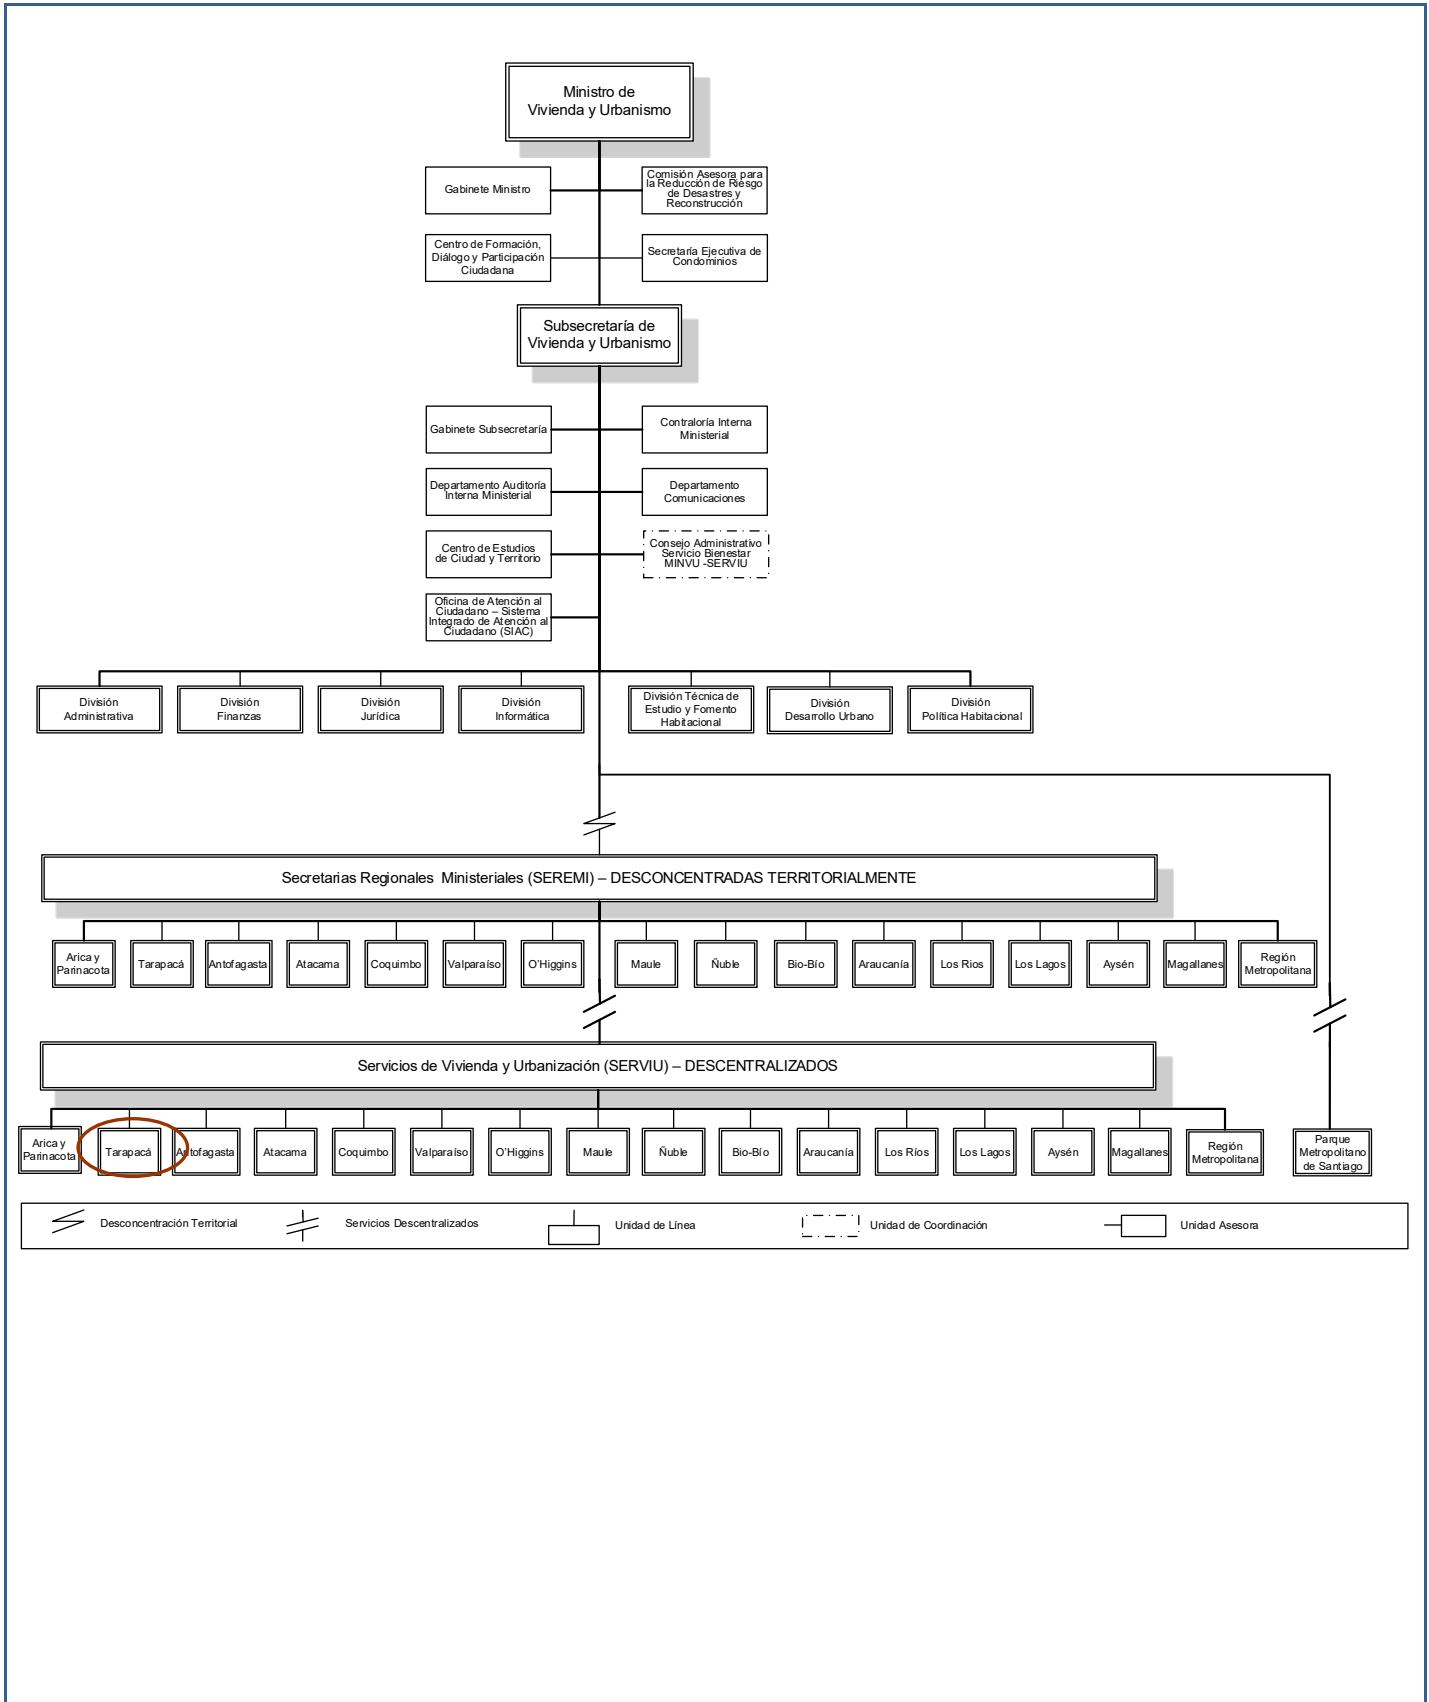 Ministro de
Vivienda y Urbanismo
Gabinete Ministro
Comisión Asesora para
la Reducción de Riesgo
de Desastres y
Reconstrucción
Centro de Formación,
Diálogo y Participación
Ciudadana
Secretaría Ejecutiva de
Condominios
Subsecretaría de
Vivienda y Urbanismo
Gabinete Subsecretaría
Contraloría Interna
Ministerial
Departamento Auditoría
Interna Ministerial
Departamento
Comunicaciones
Centro de Estudios
de Ciudad y Territorio
Consejo Administrativo
Servicio Bienestar
MINVU -SERVIU
Oficina de Atención al
Ciudadano – Sistema
Integrado de Atención al
Ciudadano (SIAC)
División
Administrativa
División
Finanzas
División
Jurídica
División
Informática
División Técnica de
Estudio y Fomento
Habitacional
División
Desarrollo Urbano
División
Política Habitacional
Secretarias Regionales Ministeriales (SEREMI) – DESCONCENTRADAS TERRITORIALMENTE
Arica y
Parinacota
Tarapacá
Antofagasta
Atacama
Coquimbo
Valparaíso
O'Higgins
Maule
Ñuble
Bio-Bío
Araucanía
Los Rios
Los Lagos
Aysén
Magallanes
Región
Metropolitana
Servicios de Vivienda y Urbanización (SERVIU) – DESCENTRALIZADOS
Arica y
Parinacota
Tarapacá
Antofagasta
Atacama
Coquimbo
Valparaíso
O'Higgins
Maule
Ñuble
Bio-Bío
Araucanía
Los Ríos
Los Lagos
Aysén
Magallanes
Región
Metropolitana
Parque
Metropolitano
de Santiago
Desconcentración Territorial
Servicios Descentralizados
Unidad de Línea
Unidad de Coordinación
Unidad Asesora